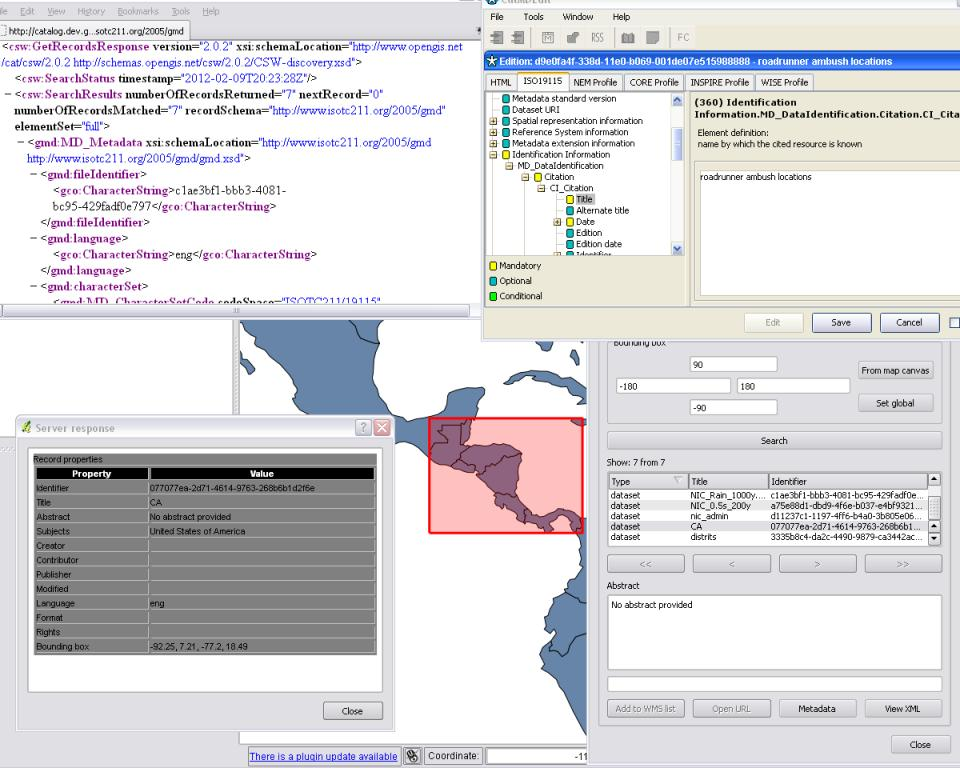 Edit View History Bookmarks Tools Help
http://catalog.dev.g...sotc211.org/2005/gmd
<csw:GetRecordsResponse version="2.0.2" xsi:schemaLocation="http://www.opengis.net
/cat/csw/2.0.2 http://schemas.opengis.net/csw/2.0.2/CSW-discovery.xsd">
<csw:SearchStatus timestamp="2012-02-09T20:23:28Z"/>
− <csw:SearchResults numberOfRecordsReturned="7" nextRecord="0"
numberOfRecordsMatched="7" recordSchema="http://www.isotc211.org/2005/gmd"
elementSet="full">
− <gmd:MD_Metadata xsi:schemaLocation="http://www.isotc211.org/2005/gmd
http://www.isotc211.org/2005/gmd/gmd.xsd">
− <gmd:fileIdentifier>
<gco:CharacterString>c1ae3bf1-bbb3-4081-
bc95-429fadf0e797</gco:CharacterString>
</gmd:fileIdentifier>
− <gmd:language>
<gco:CharacterString>eng</gco:CharacterString>
</gmd:language>
− <gmd:characterSet>
<gmd:MD_CharacterSetCode codeSpace="ISOTC211/19115"
File Tools Window Help
RSS FC
Edition: d9e0fa4f-338d-11e0-b069-001de07e515988888 - roadrunner ambush locations
HTML ISO19115 NEM Profile CORE Profile INSPIRE Profile WISE Profile
Metadata standard version
Dataset URI
Spatial representation information
Reference System information
Metadata extension information
Identification Information
MD_DataIdentification
Citation
CI_Citation
Title
Alternate title
Date
Edition
Edition date
Identifier
Mandatory
Optional
Conditional
(360) Identification
Information.MD_DataIdentification.Citation.CI_Cita
Element definition:
name by which the cited resource is known
roadrunner ambush locations
Edit Save Cancel
Bounding box
90
-180 180
-90
From map canvas
Set global
Search
Show: 7 from 7
Type Title Identifier
dataset NIC_Rain_1000y.... c1ae3bf1-bbb3-4081-bc95-429fadf0e...
dataset NIC_0.5s_200y a75e88d1-dbd9-4f6e-b037-e4bf9321...
dataset nic_admin d11237c1-1197-4ff6-b4a0-3b805e06...
dataset CA 077077ea-2d71-4614-9763-268b6b1...
dataset distrits 3335b8c4-da2c-4490-9879-ca3442ac...
<< < > >>
Abstract
No abstract provided
Add to WMS list Open URL Metadata View XML
Close
Server response
Record properties
Property Value
Identifier 077077ea-2d71-4614-9763-268b6b1d2f6e
Title CA
Abstract No abstract provided
Subjects United States of America
Creator
Contributor
Publisher
Modified
Language eng
Format
Rights
Bounding box -92.25, 7.21, -77.2, 18.49
Close
There is a plugin update available Coordinate: -11